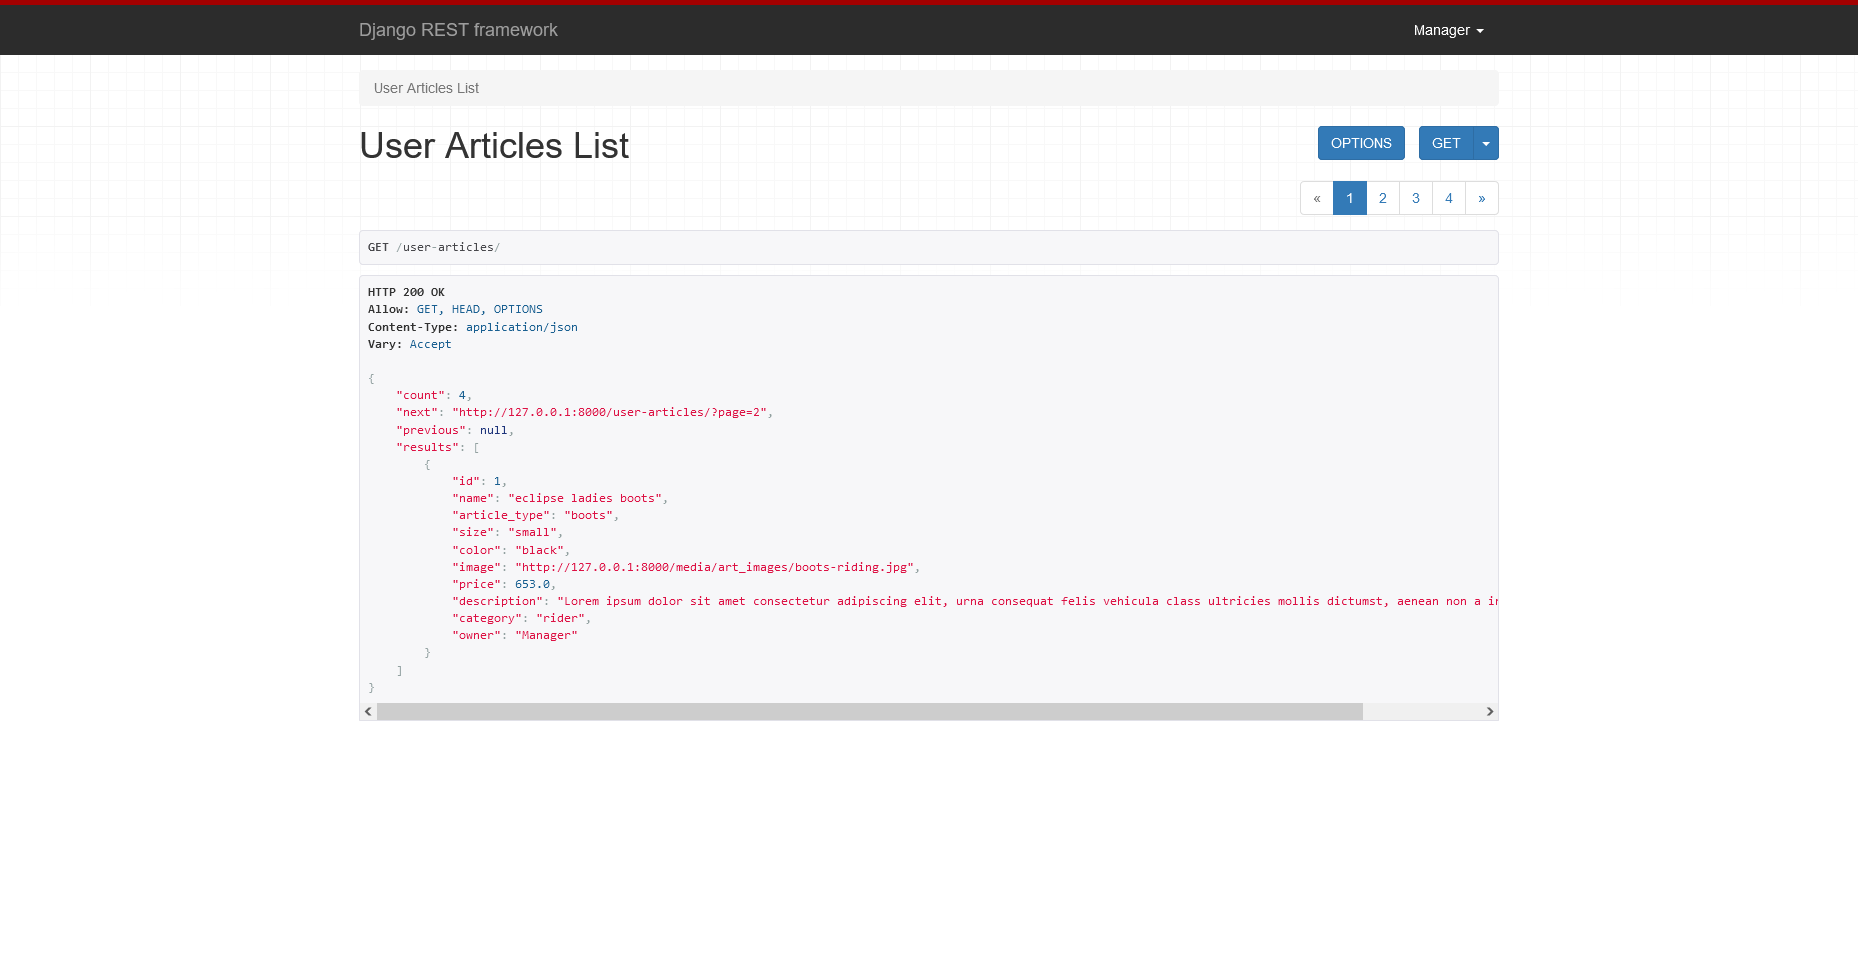 Django REST framework
Manager
User Articles List
User Articles List
OPTIONS
GET
« 1 2 3 4 »
GET /user-articles/
HTTP 200 OK
Allow: GET, HEAD, OPTIONS
Content-Type: application/json
Vary: Accept
{
    "count": 4,
    "next": "http://127.0.0.1:8000/user-articles/?page=2",
    "previous": null,
    "results": [
        {
            "id": 1,
            "name": "eclipse ladies boots",
            "article_type": "boots",
            "size": "small",
            "color": "black",
            "image": "http://127.0.0.1:8000/media/art_images/boots-riding.jpg",
            "price": 653.0,
            "description": "Lorem ipsum dolor sit amet consectetur adipiscing elit, urna consequat felis vehicula class ultricies mollis dictumst, aenean non a
            "category": "rider",
            "owner": "Manager"
        }
    ]
}